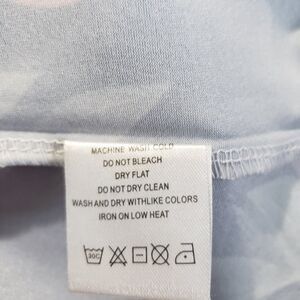 MACHINE WASH COLD
DO NOT BLEACH
DRY FLAT
DO NOT DRY CLEAN
WASH AND DRY WITHLIKE COLORS
IRON ON LOW HEAT
30C